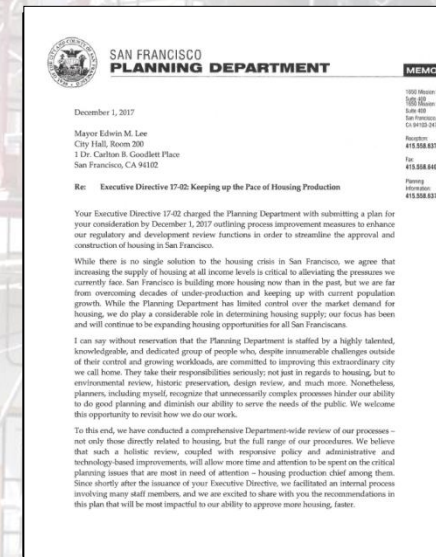 SAN FRANCISCO
PLANNING DEPARTMENT
MEMO
December 1, 2017
Mayor Edwin M. Lee
City Hall, Room 200
1 Dr. Carlton B. Goodlett Place
San Francisco, CA 94103
Re: Executive Directive 17-02: Keeping up the Pace of Housing Production
Your Executive Directive 17-02 charged the Planning Department with submitting a plan for
your consideration by December 1, 2017 outlining process improvement measures to enhance
our regulatory and development review functions in order to streamline the approval and
construction of housing in San Francisco.
While there is no single solution to the housing crisis in San Francisco, we agree that
increasing the supply of housing at all income levels is critical to alleviating the pressures we
currently face. San Francisco is building more housing now than in the past, but we are far
from overcoming decades of under-production and keeping up with current population
growth. While the Planning Department has limited control over the market demand for
housing, we do play a considerable role in determining housing supply; our focus has been
and will continue to be expanding housing opportunities for all San Franciscans.
I can say without reservation that the Planning Department is staffed by a highly talented,
knowledgeable, and dedicated group of people who, despite innumerable challenges outside
of their control and growing workloads, are committed to improving this extraordinary city
we call home. They take their responsibilities seriously; not just in regards to housing, but to
environmental review, historic preservation, design review, and much more. Nonetheless,
planners, including myself, recognize that unnecessarily complex processes hinder our ability
to do good planning and diminish our ability to serve the needs of the public. We welcome
this opportunity to revisit how we do our work.
To this end, we have conducted a comprehensive Department-wide review of our processes –
not only those directly related to housing, but the full range of our procedures. We believe
that such a holistic review, coupled with responsive policy and administrative and
technology-based improvements, will allow more time and attention to be spent on the critical
planning issues that are most in need of attention – housing production chief among them.
Since shortly after the issuance of your Executive Directive, we facilitated an internal process
involving many staff members, and we are excited to share with you the recommendations in
this plan that will be most impactful to our ability to approve more housing, faster.
1650 Mission
Suite 400
San Francisco
Reception:
Fax:
Planning
Information: